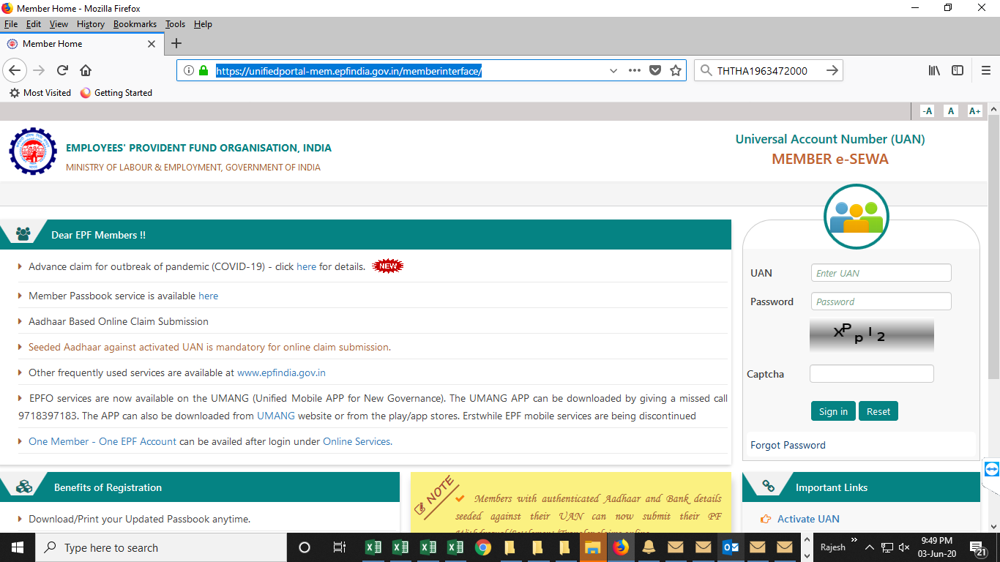 Member Home - Mozilla Firefox
File Edit View History Bookmarks Tools Help
Member Home
https://unifiedportal-mem.epfindia.gov.in/memberinterface/
THTHA1963472000
Most Visited Getting Started
-A A A+
EMPLOYEES' PROVIDENT FUND ORGANISATION, INDIA
MINISTRY OF LABOUR & EMPLOYMENT, GOVERNMENT OF INDIA
Universal Account Number (UAN)
MEMBER e-SEWA
Dear EPF Members !!
Advance claim for outbreak of pandemic (COVID-19) - click here for details. NEW
Member Passbook service is available here
Aadhaar Based Online Claim Submission
Seeded Aadhaar against activated UAN is mandatory for online claim submission.
Other frequently used services are available at www.epfindia.gov.in
EPFO services are now available on the UMANG (Unified Mobile APP for New Governance). The UMANG APP can be downloaded by giving a missed call
9718397183. The APP can also be downloaded from UMANG website or from the play/app stores. Erstwhile EPF mobile services are being discontinued
One Member - One EPF Account can be availed after login under Online Services.
UAN Enter UAN
Password Password
XPpl2
Captcha
Sign in Reset
Forgot Password
Benefits of Registration
Download/Print your Updated Passbook anytime.
NOTE
Members with authenticated Aadhaar and Bank details
seeded against their UAN can now submit their PF
Important Links
Activate UAN
Type here to search
Rajesh
9:49 PM
03-Jun-20
21